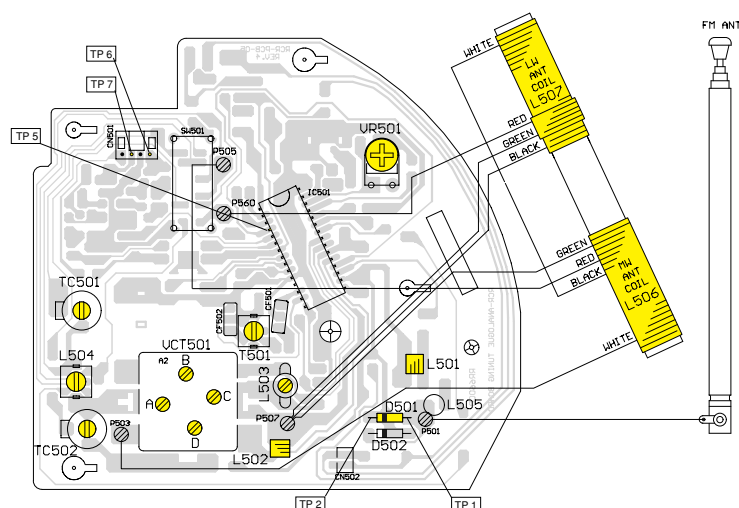 FM ANT
WHITE
LW
ANT
COIL
L507
RED
GREEN
BLACK
TP 6
TP 7
TP 5
CN501
SW501
P505
VR501
P560
IC501
GREEN
RED
BLACK
MW
ANT
COIL
L506
WHITE
TC501
CF502
CF501
T501
VCT501
A2
B
A
C
D
L504
L503
L501
TC502
P503
P507
L502
D501
L505
P501
D502
CN502
TP 2
TP 1